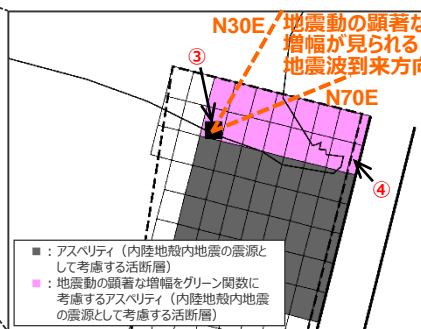 N30E
地震動の顕著な
増幅が見られる
地震波到来方向
N70E
③
④
■：アスペリティ（内陸地殻内地震の震源と
して考慮する活断層）
■：地震動の顕著な増幅をグリーン関数に
考慮するアスペリティ（内陸地殻内地震
の震源として考慮する活断層）